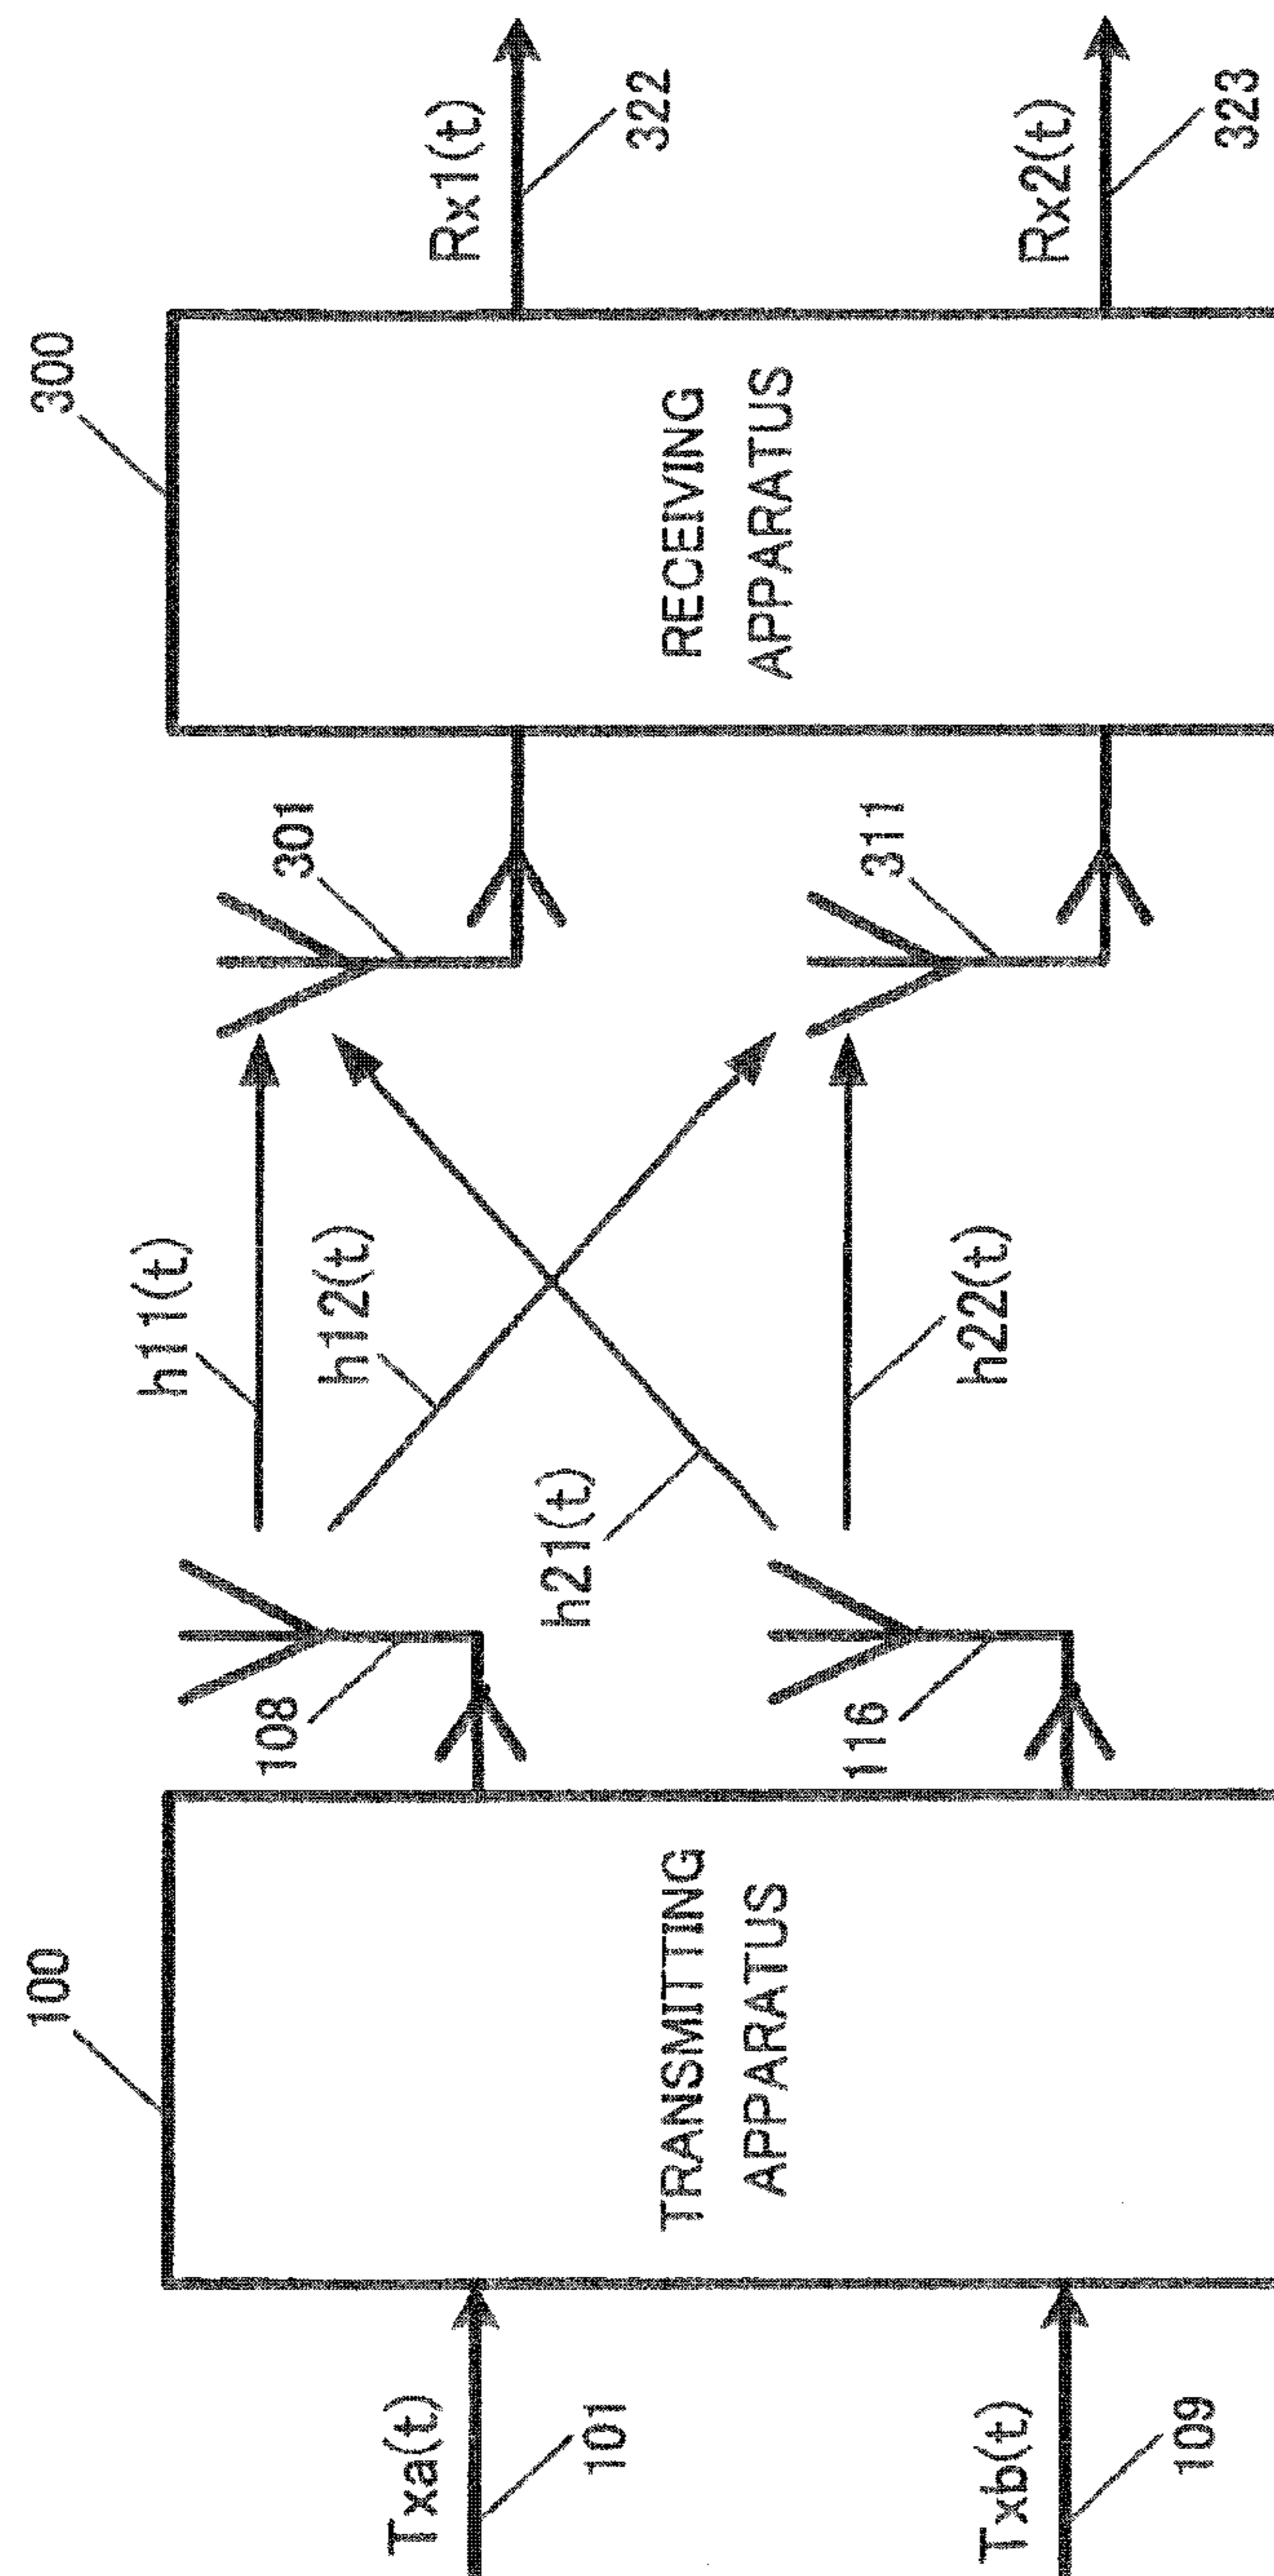 100
300
Txa(t)
101
Txb(t)
109
TRANSMITTING
APPARATUS
108
116
h11(t)
h12(t)
h21(t)
h22(t)
301
311
RECEIVING
APPARATUS
Rx1(t)
322
Rx2(t)
323